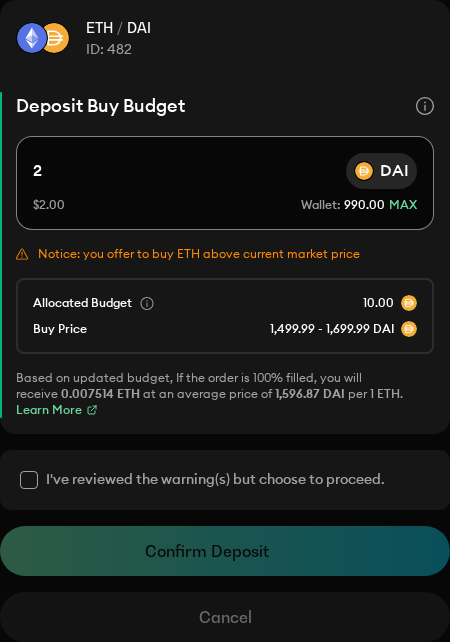 ETH / DAI
ID: 482
Deposit Buy Budget
2 DAI
$2.00 Wallet: 990.00 MAX
Notice: you offer to buy ETH above current market price
Allocated Budget 10.00
Buy Price 1,499.99 - 1,699.99 DAI
Based on updated budget, If the order is 100% filled, you will
receive 0.007514 ETH at an average price of 1,596.87 DAI per 1 ETH.
Learn More
I've reviewed the warning(s) but choose to proceed.
Confirm Deposit
Cancel